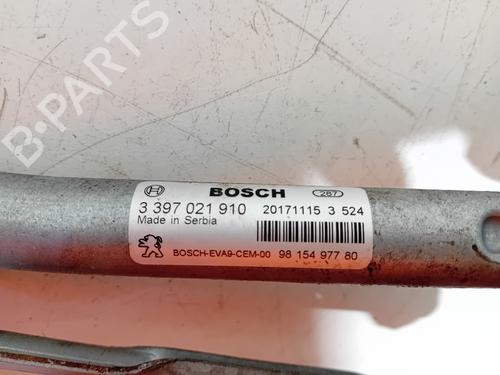 BOSCH 267
3 397 021 910 20171115 3 524
Made in Serbia
BOSCH-EVA9-CEM-00 98 154 977 80
B-Parts